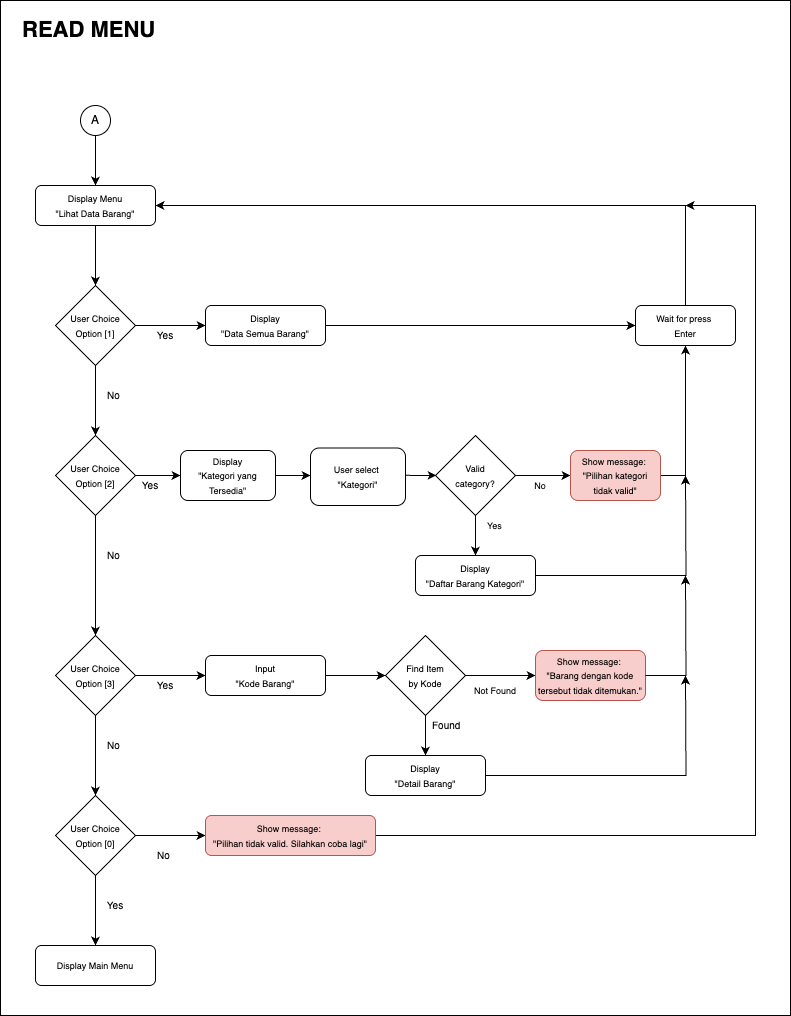 READ MENU
A
Display Menu
"Lihat Data Barang"
User Choice
Option [1]
Yes
Display
"Data Semua Barang"
Wait for press
Enter
No
User Choice
Option [2]
Yes
Display
"Kategori yang
Tersedia"
User select
"Kategori"
Valid
category?
No
Show message:
"Pilihan kategori
tidak valid"
Yes
No
Display
"Daftar Barang Kategori"
User Choice
Option [3]
Yes
Input
"Kode Barang"
Find Item
by Kode
Not Found
Show message:
"Barang dengan kode
tersebut tidak ditemukan."
Found
No
Display
"Detail Barang"
User Choice
Option [0]
No
Show message:
"Pilihan tidak valid. Silahkan coba lagi"
Yes
Display Main Menu